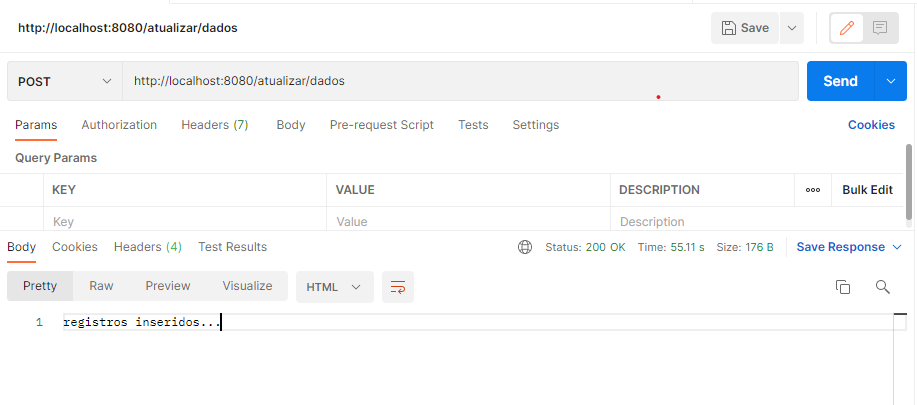 http://localhost:8080/atualizar/dados
Save
POST
http://localhost:8080/atualizar/dados
Send
Params Authorization Headers (7) Body Pre-request Script Tests Settings Cookies
Query Params
KEY VALUE DESCRIPTION ooo Bulk Edit
Key Value Description
Body Cookies Headers (4) Test Results Status: 200 OK Time: 55.11 s Size: 176 B Save Response
Pretty Raw Preview Visualize HTML
1 registros inseridos...